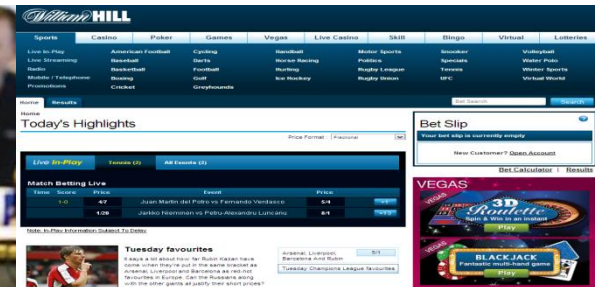 William HILL
Sports Casino Poker Games Vegas Live Casino Skill Bingo Virtual Lotteries
Live In-Play American Football Cycling Handball Motor Sports Snooker Volleyball
Live Streaming Baseball Darts Horse Racing Politics Specials Water Polo
Radio Basketball Football Hurling Rugby League Tennis Winter Sports
Mobile / Telephone Boxing Golf Ice Hockey Rugby Union UFC Virtual World
Cricket Greyhounds
Home Results Bet Search Search
Home
Today's Highlights
Price Format Fractional
Bet Slip
Your bet slip is currently empty
New Customer? Open Account
Bet Calculator | Results
Live In-Play Tennis (2) All Events (2)
Match Betting Live
Time Score Price Event Price
1-0 4/7 Juan Martin del Potro vs Fernando Verdasco 5/4
1/20 Jarkko Nieminen vs Petru-Alexandru Luncanu 8/1
Note: In-Play Information Subject To Delay
VEGAS
3D
Roulette
Spin & Win in an instant
Play
VEGAS
BLACKJACK
Fantastic multi-hand game
Play
Tuesday favourites
It says a lot about how far Rubin Kazan have
come when they're put in the same bracket as
Arsenal, Liverpool and Barcelona as red-hot
favourites in Europe. Can the Russians along
with the other giants all justify their short prices?
Arsenal, Liverpool,
Barcelona And Rubin
Tuesday Champions League favourites